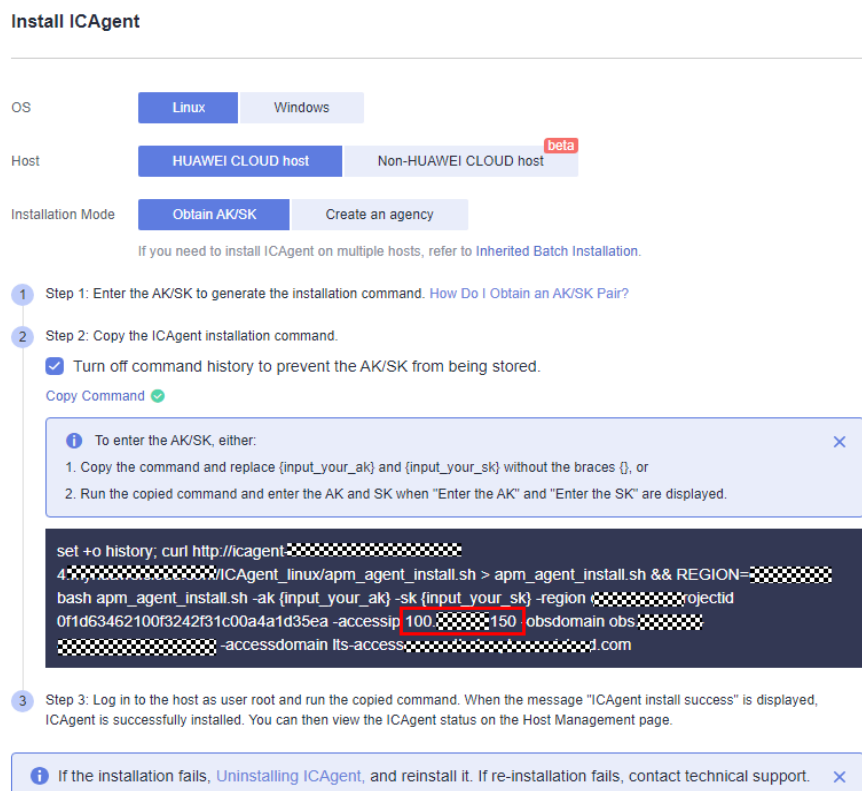 Install ICAgent
OS Linux Windows
beta
Host HUAWEI CLOUD host Non-HUAWEI CLOUD host
Installation Mode Obtain AK/SK Create an agency
If you need to install ICAgent on multiple hosts, refer to Inherited Batch Installation.
1 Step 1: Enter the AK/SK to generate the installation command. How Do I Obtain an AK/SK Pair?
2 Step 2: Copy the ICAgent installation command.
Turn off command history to prevent the AK/SK from being stored.
Copy Command
To enter the AK/SK, either:
1. Copy the command and replace {input_your_ak} and {input_your_sk} without the braces {}, or
2. Run the copied command and enter the AK and SK when "Enter the AK" and "Enter the SK" are displayed.
set +o history; curl http://icagent-
4. /ICAgent_linux/apm_agent_install.sh > apm_agent_install.sh && REGION=
bash apm_agent_install.sh -ak {input_your_ak} -sk {input_your_sk} -region rojectid
0f1d63462100f3242f31c00a4a1d35ea -accessip 100. 150 -obsdomain obs.
-accessdomain lts-access .com
3 Step 3: Log in to the host as user root and run the copied command. When the message "ICAgent install success" is displayed,
ICAgent is successfully installed. You can then view the ICAgent status on the Host Management page.
If the installation fails, Uninstalling ICAgent, and reinstall it. If re-installation fails, contact technical support.